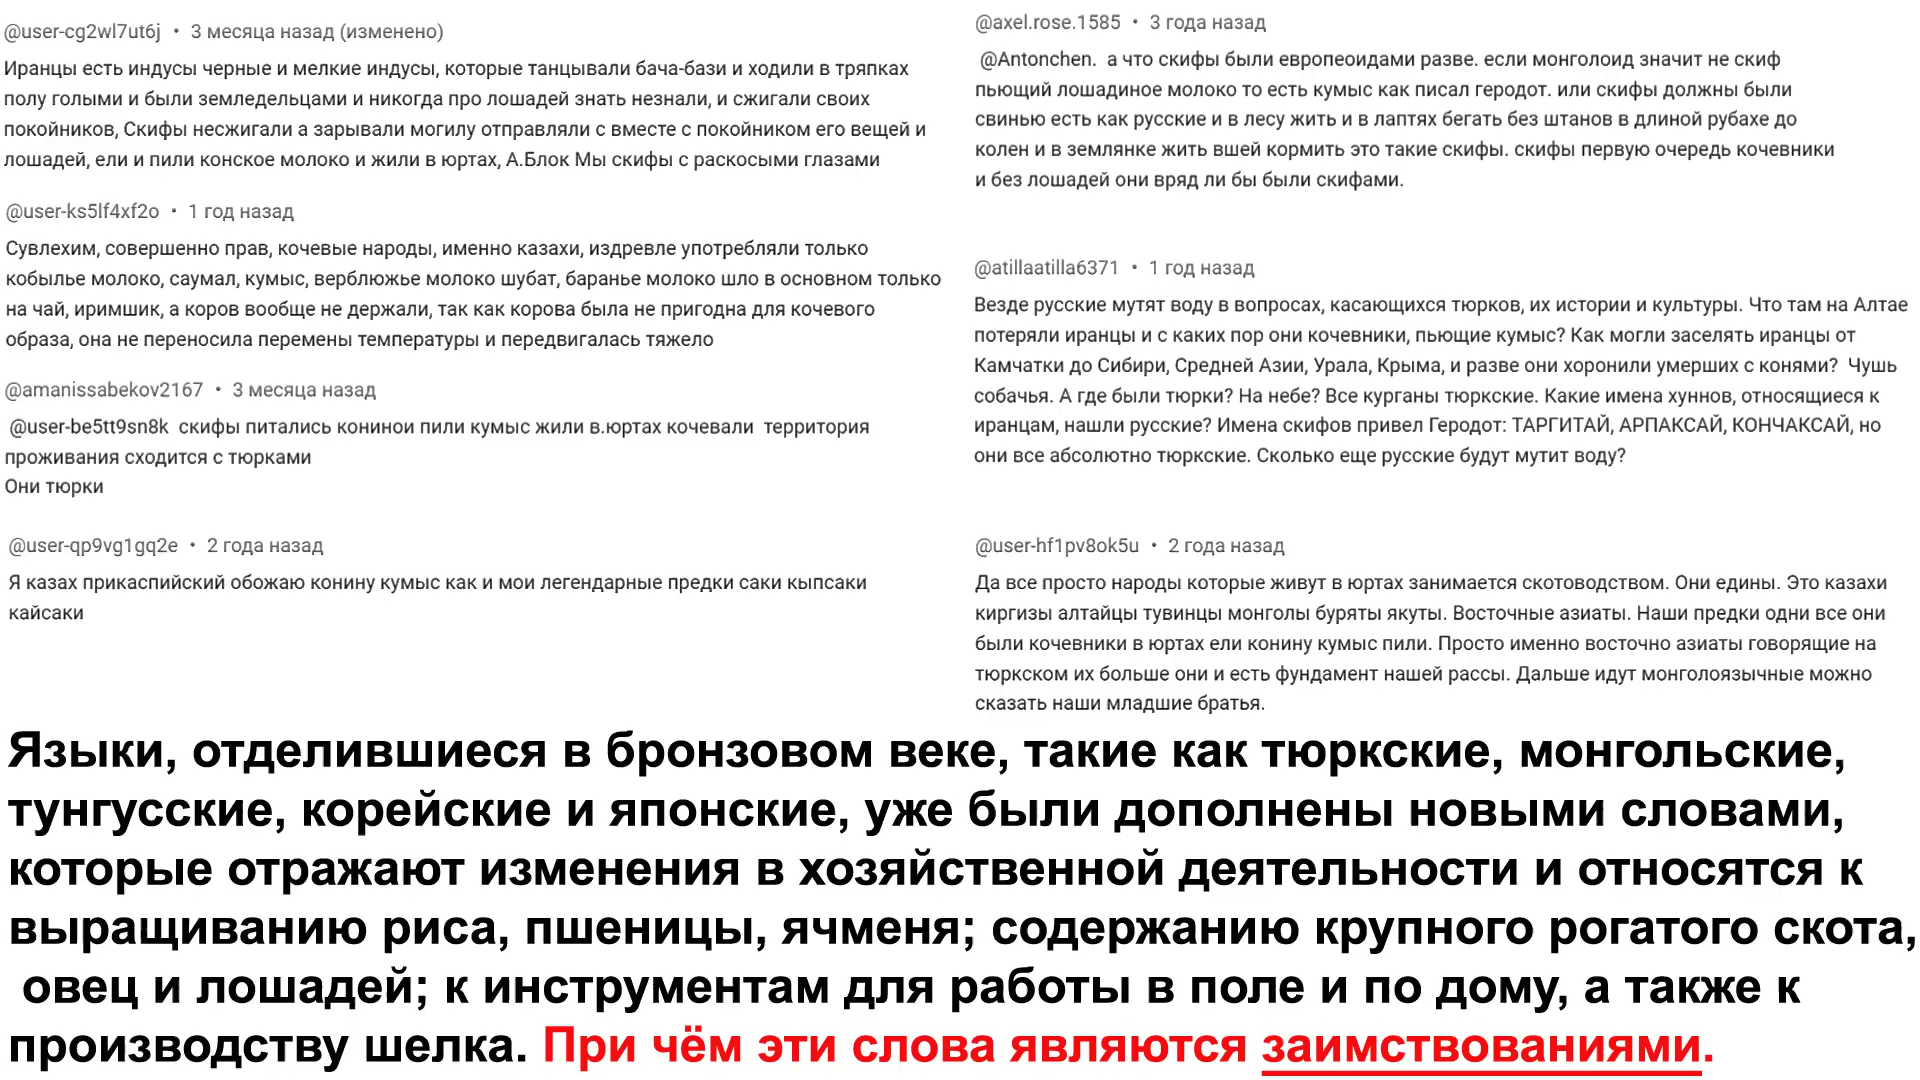 @user-cg2wl7ut6j • 3 месяца назад (изменено)
Иранцы есть индусы черные и мелкие индусы, которые танцывали бача-бази и ходили в тряпках
полу голыми и были земледельцами и никогда про лошадей знать незнали, и сжигали своих
покойников, Скифы несжигали а зарывали могилу отправляли с вместе с покойником его вещей и
лошадей, ели и пили конское молоко и жили в юртах, А.Блок Мы скифы с раскосыми глазами
@user-ks5lf4xf2o • 1 год назад
Сувлехим, совершенно прав, кочевые народы, именно казахи, издревле употребляли только
кобылье молоко, саумал, кумыс, верблюжье молоко шубат, баранье молоко шло в основном только
на чай, иримшик, а коров вообще не держали, так как корова была не пригодна для кочевого
образа, она не переносила перемены температуры и передвигалась тяжело
@amanissabekov2167 • 3 месяца назад
@user-be5tt9sn8k скифы питались конинои пили кумыс жили в.юртах кочевали территория
проживания сходится с тюрками
Они тюрки
@user-qp9vg1gq2e • 2 года назад
Я казах прикаспийский обожаю конину кумыс как и мои легендарные предки саки кыпсаки
кайсаки
@axel.rose.1585 • 3 года назад
@Antonchen. а что скифы были европеоидами разве. если монголоид значит не скиф
пьющий лошадиное молоко то есть кумыс как писал геродот. или скифы должны были
свинью есть как русские и в лесу жить и в лаптях бегать без штанов в длиной рубахе до
колен и в землянке жить вшей кормить это такие скифы. скифы первую очередь кочевники
и без лошадей они вряд ли бы были скифами.
@atillaatilla6371 • 1 год назад
Везде русские мутят воду в вопросах, касающихся тюрков, их истории и культуры. Что там на Алтае
потеряли иранцы и с каких пор они кочевники, пьющие кумыс? Как могли заселять иранцы от
Камчатки до Сибири, Средней Азии, Урала, Крыма, и разве они хоронили умерших с конями? Чушь
собачья. А где были тюрки? На небе? Все курганы тюркские. Какие имена хуннов, относящиеся к
иранцам, нашли русские? Имена скифов привел Геродот: ТАРГИТАЙ, АРПАКСАЙ, КОНЧАКСАЙ, но
они все абсолютно тюркские. Сколько еще русские будут мутит воду?
@user-hf1pv8ok5u • 2 года назад
Да все просто народы которые живут в юртах занимается скотоводством. Они едины. Это казахи
киргизы алтайцы тувинцы монголы буряты якуты. Восточные азиаты. Наши предки одни все они
были кочевники в юртах ели конину кумыс пили. Просто именно восточно азиаты говорящие на
тюркском их больше они и есть фундамент нашей рассы. Дальше идут монголоязычные можно
сказать наши младшие братья.
Языки, отделившиеся в бронзовом веке, такие как тюркские, монгольские,
тунгусские, корейские и японские, уже были дополнены новыми словами,
которые отражают изменения в хозяйственной деятельности и относятся к
выращиванию риса, пшеницы, ячменя; содержанию крупного рогатого скота,
овец и лошадей; к инструментам для работы в поле и по дому, а также к
производству шелка. При чём эти слова являются заимствованиями.